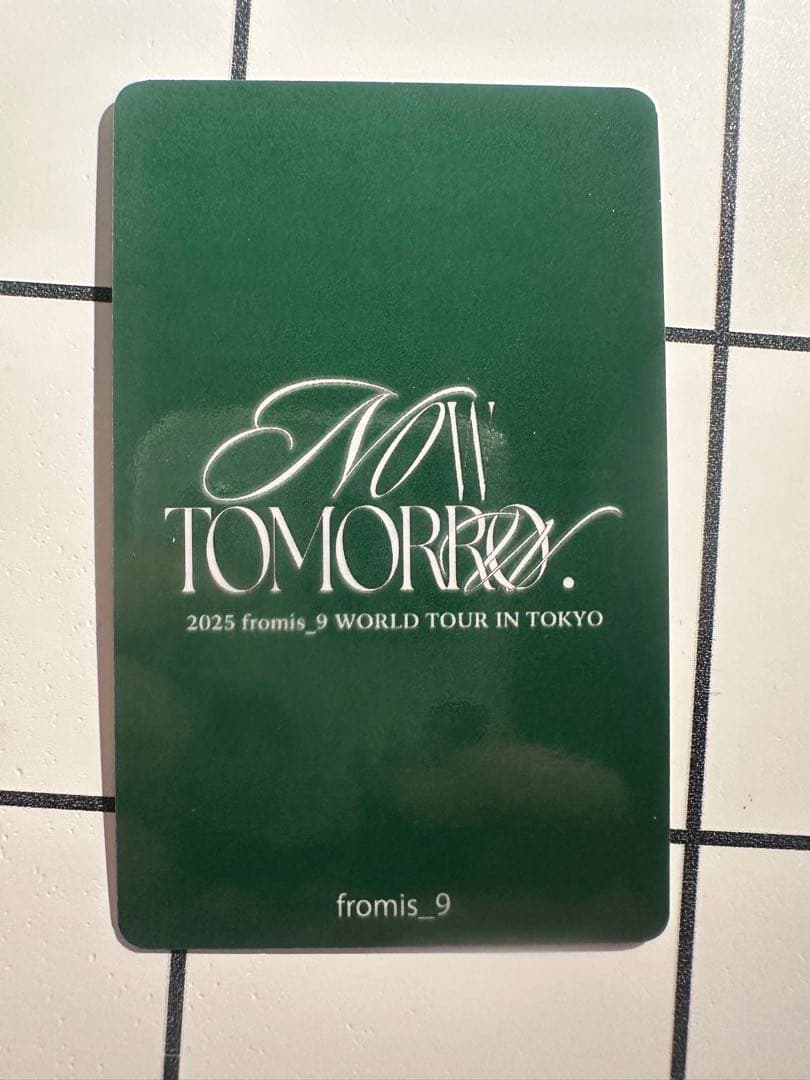 NOW
TOMORROW.
2025 fromis_9 WORLD TOUR IN TOKYO
fromis_9